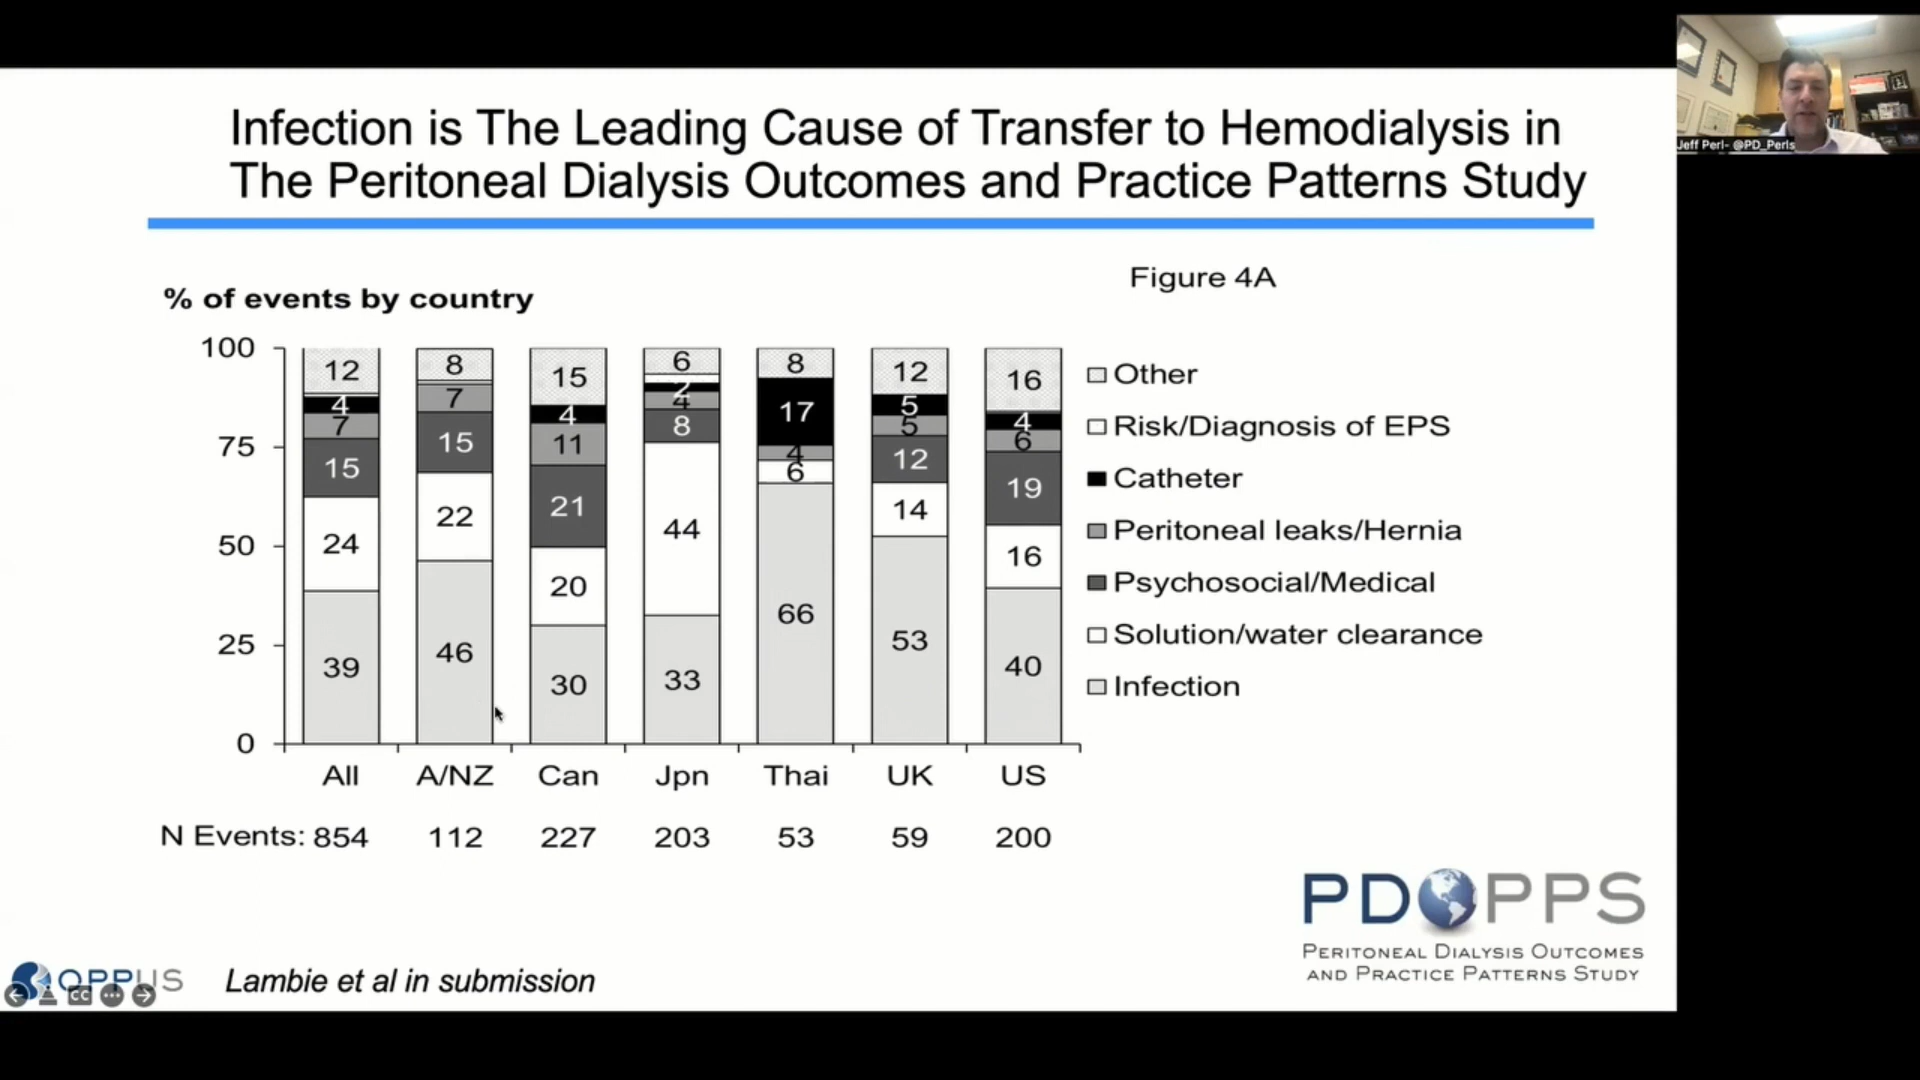 Infection is The Leading Cause of Transfer to Hemodialysis in
The Peritoneal Dialysis Outcomes and Practice Patterns Study
Jeff Perl- @PD_Perls
Figure 4A
% of events by country
100
75
50
25
0
12
4
7
15
24
39
8
7
15
22
46
15
4
11
21
20
30
6
2
4
8
44
33
8
17
4
6
66
12
5
5
12
14
53
16
4
6
19
16
40
Other
Risk/Diagnosis of EPS
Catheter
Peritoneal leaks/Hernia
Psychosocial/Medical
Solution/water clearance
Infection
All A/NZ Can Jpn Thai UK US
N Events: 854 112 227 203 53 59 200
PDOPPS
PERITONEAL DIALYSIS OUTCOMES
AND PRACTICE PATTERNS STUDY
OPPUS
CC
Lambie et al in submission